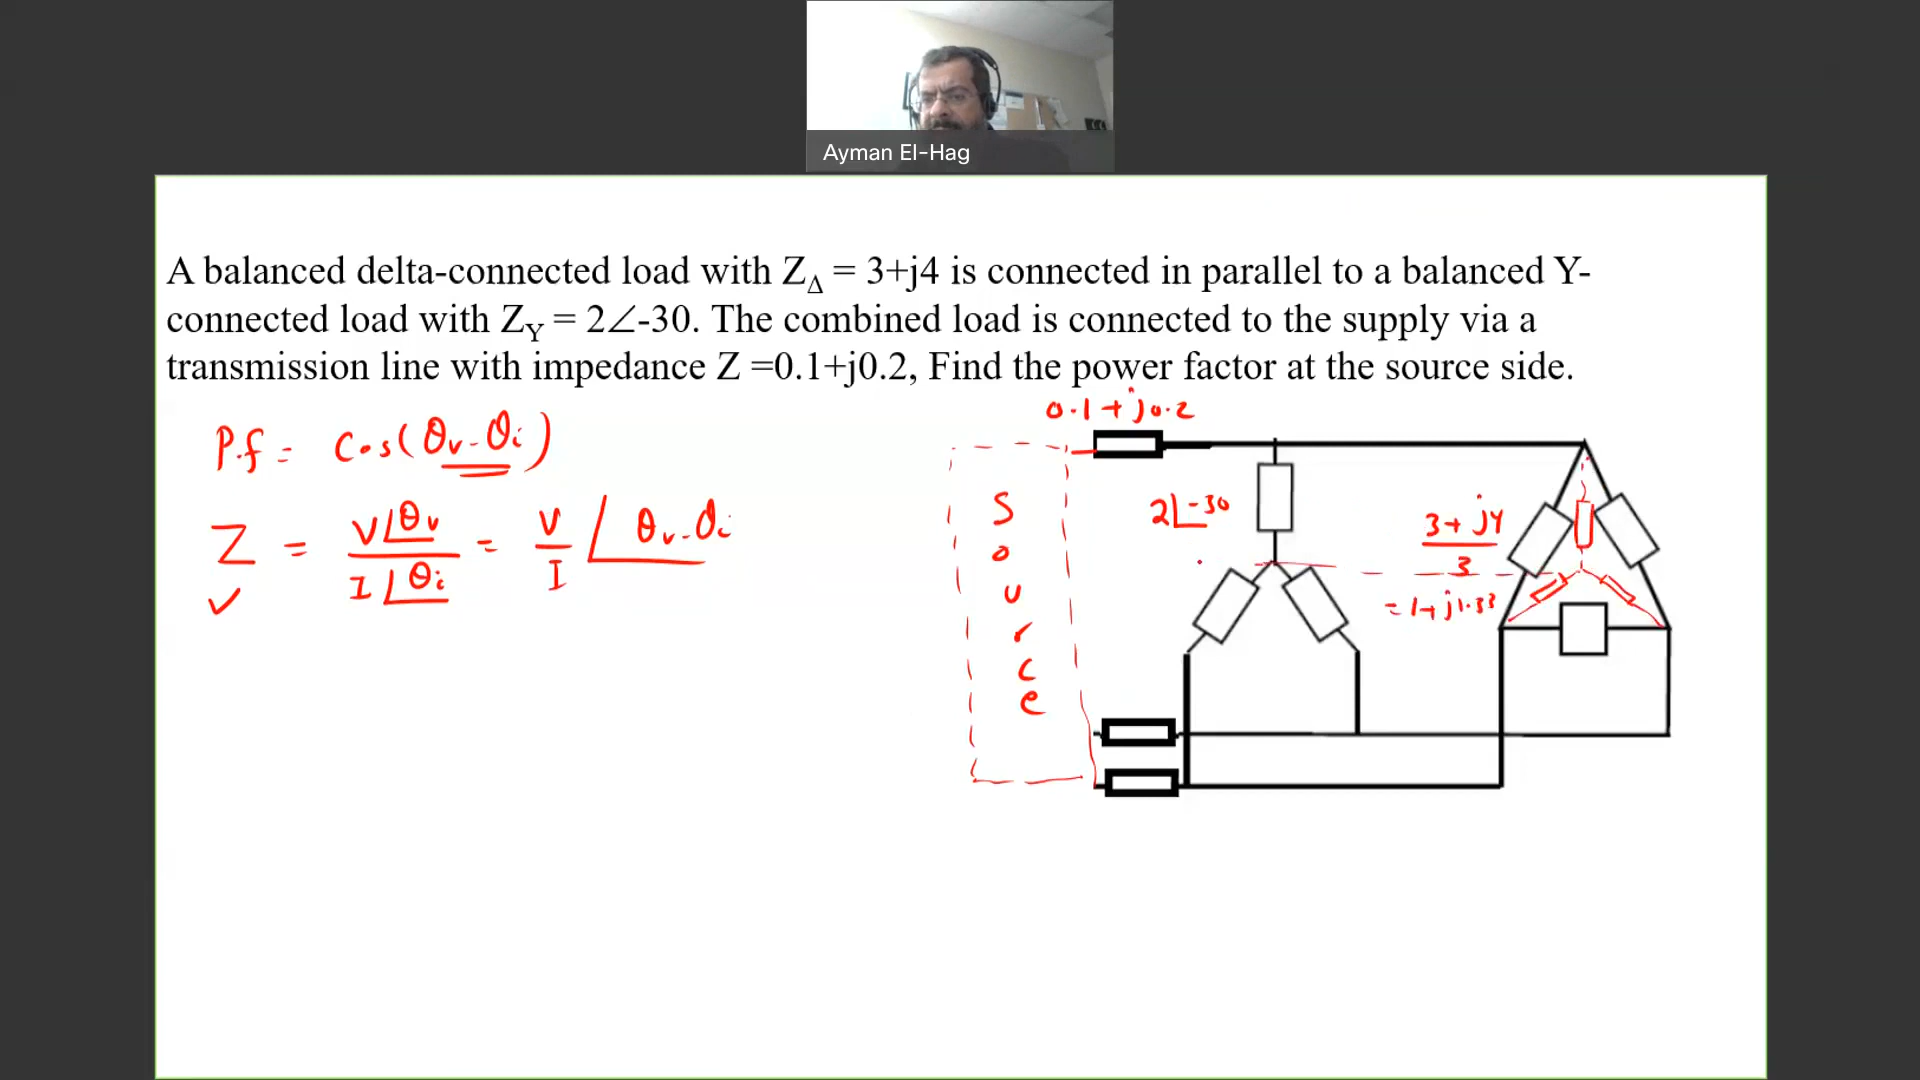 Ayman El-Hag
A balanced delta-connected load with Z_Δ = 3+j4 is connected in parallel to a balanced Y-
connected load with Z_Y = 2∠-30. The combined load is connected to the supply via a
transmission line with impedance Z =0.1+j0.2, Find the power factor at the source side.
P.f = cos(θv-θi)
Z = V∠θv / I∠θi = V/I ∠θv-θi
✓
0.1+j0.2
Source
2∠-30
3+j4 / 3
= 1+j1.33